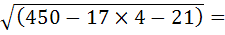 √(450 − 17 × 4 − 21) =